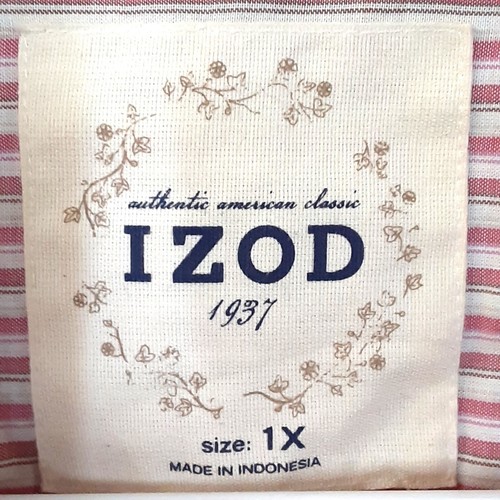 authentic american classic
IZOD
1937
size: 1X
MADE IN INDONESIA